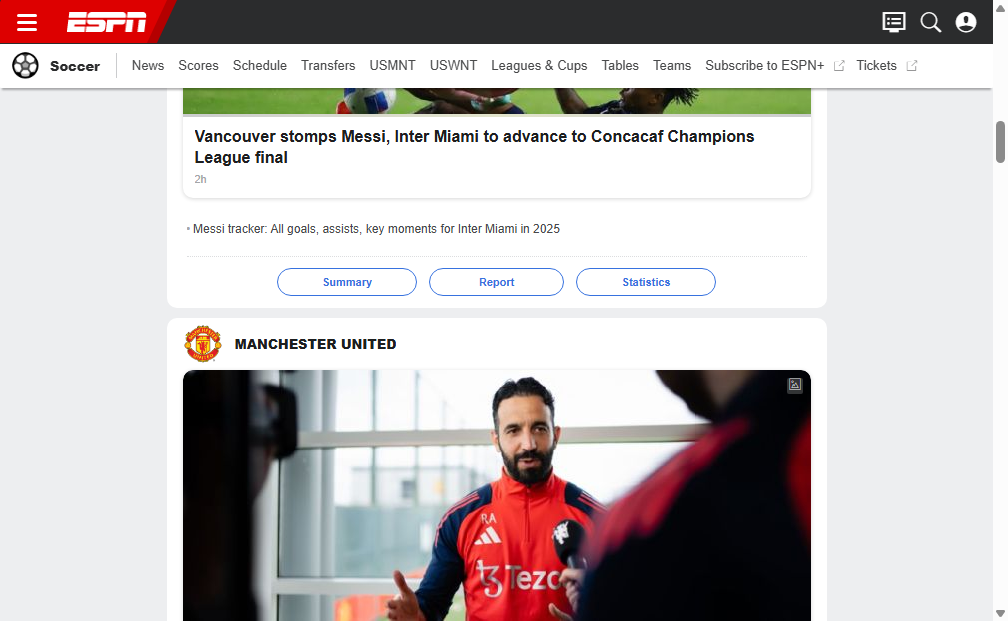 ESPN
Soccer News Scores Schedule Transfers USMNT USWNT Leagues & Cups Tables Teams Subscribe to ESPN+ Tickets
Vancouver stomps Messi, Inter Miami to advance to Concacaf Champions
League final
2h
Messi tracker: All goals, assists, key moments for Inter Miami in 2025
Summary Report Statistics
MANCHESTER UNITED
RA
Tezo